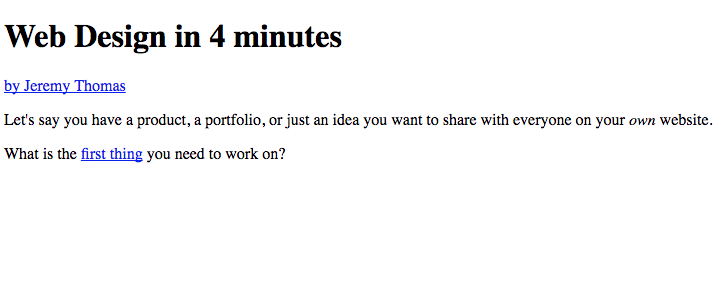 Web Design in 4 minutes
by Jeremy Thomas
Let's say you have a product, a portfolio, or just an idea you want to share with everyone on your own website.
What is the first thing you need to work on?